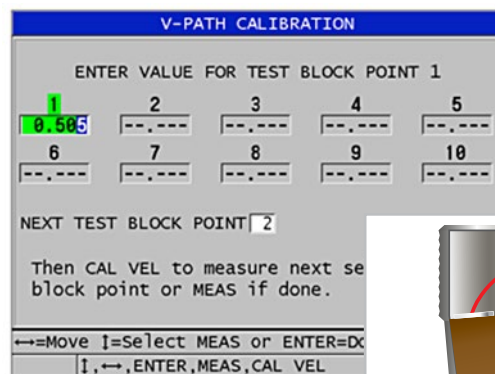 V-PATH CALIBRATION
ENTER VALUE FOR TEST BLOCK POINT 1
1 2 3 4 5
0.505 --.--- --.--- --.--- --.---
6 7 8 9 10
--.--- --.--- --.--- --.--- --.---
NEXT TEST BLOCK POINT 2
Then CAL VEL to measure next se
block point or MEAS if done.
↔=Move ↕=Select MEAS or ENTER=Do
↕,↔,ENTER,MEAS,CAL VEL